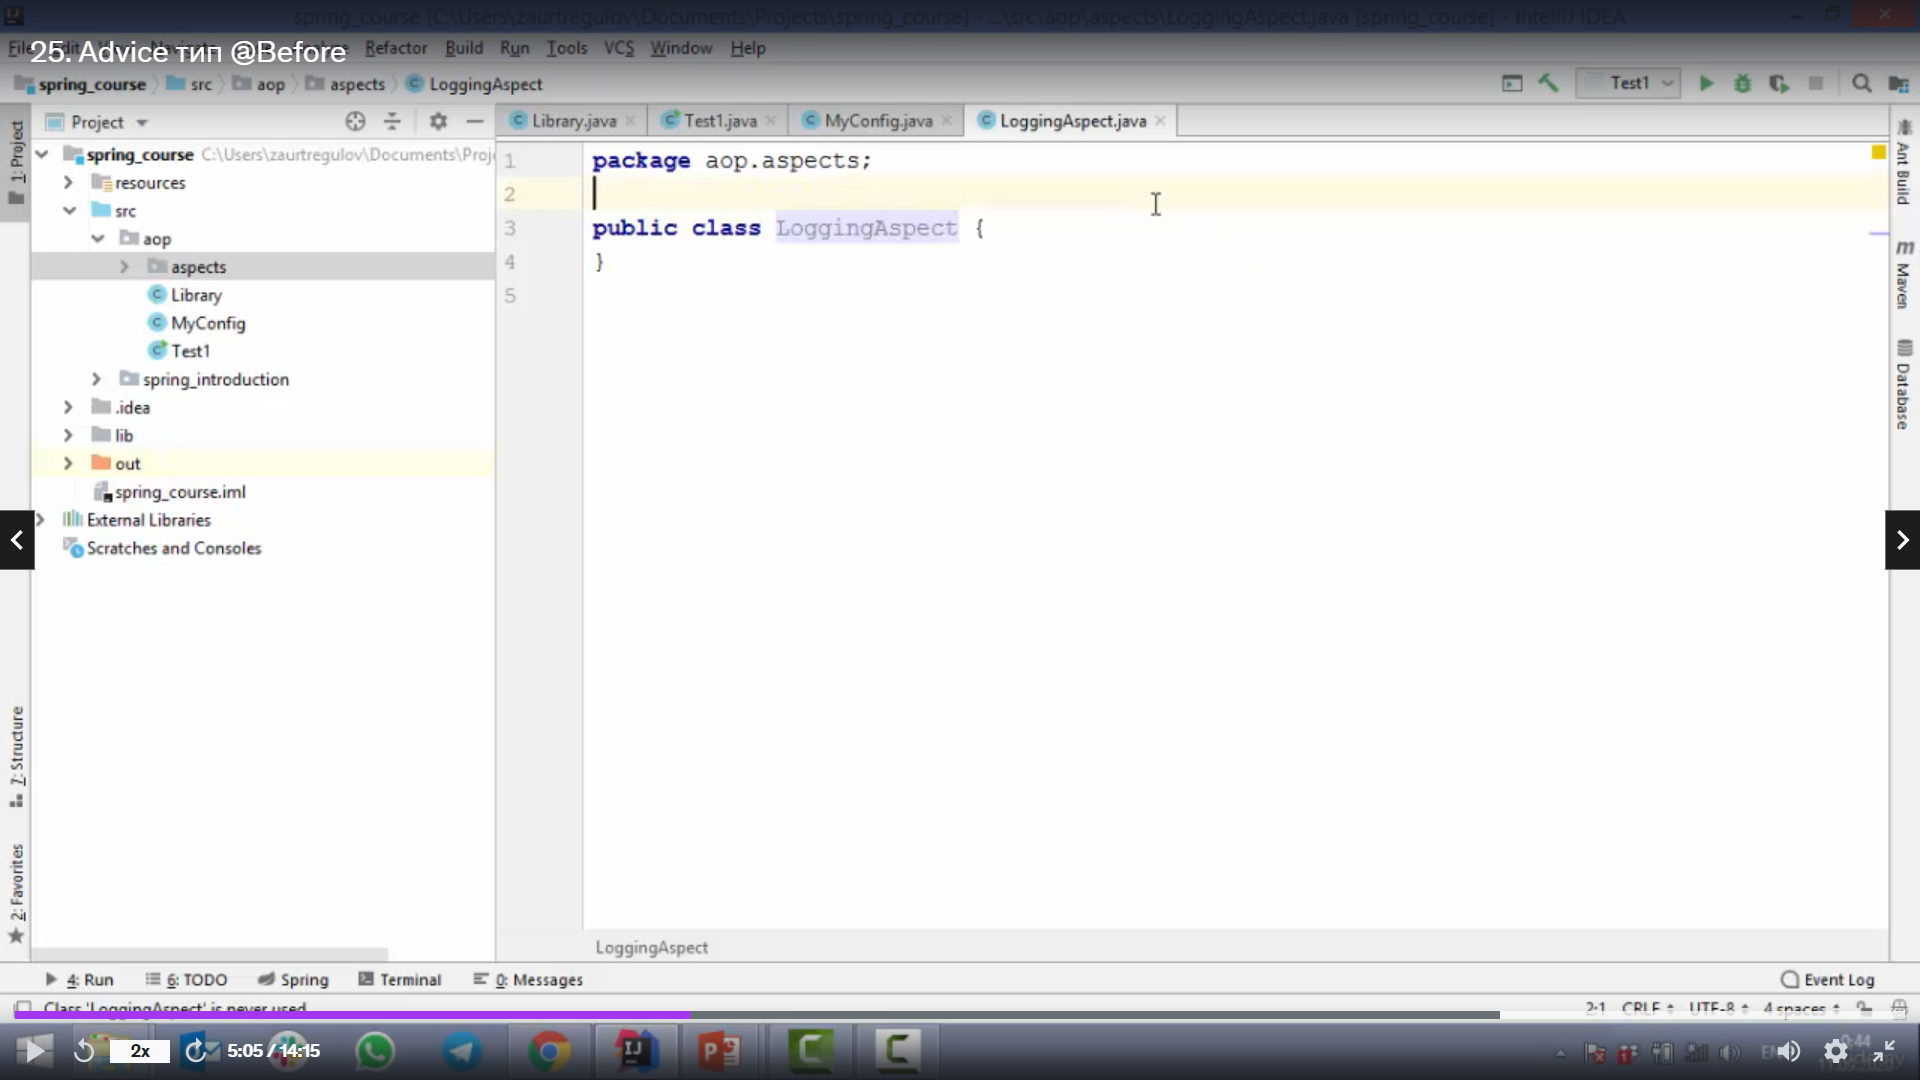 spring_course [C:\Users\zaurtregulov\Documents\Projects\spring_course] - ...\src\aop\aspects\LoggingAspect.java [spring_course] - IntelliJ IDEA
25. Advice тип @Before
Refactor Build Run Tools VCS Window Help
spring_course src aop aspects LoggingAspect
Test1
Project
Library.java Test1.java MyConfig.java LoggingAspect.java
spring_course C:\Users\zaurtregulov\Documents\Proj
resources
src
aop
aspects
Library
MyConfig
Test1
spring_introduction
.idea
lib
out
spring_course.iml
External Libraries
Scratches and Consoles
1 package aop.aspects;
2
3 public class LoggingAspect {
4 }
5
1: Project
7: Structure
2: Favorites
Ant Build
Maven
Database
LoggingAspect
4: Run 6: TODO Spring Terminal 0: Messages
Event Log
Class 'LoggingAspect' is never used
2:1 CRLF UTF-8 4 spaces
2x 5:05 / 14:15